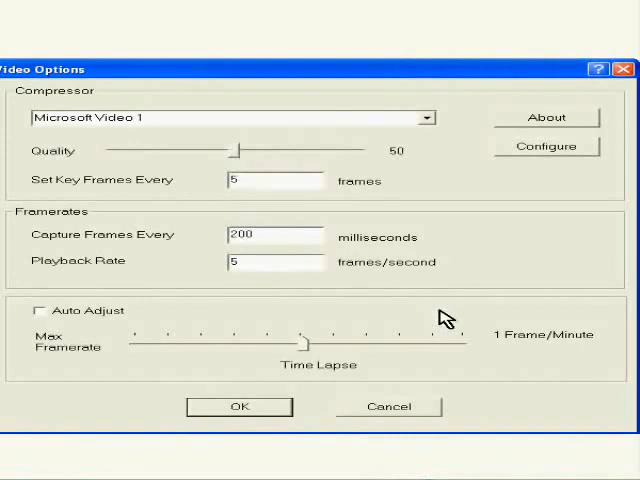 Video Options
Compressor
Microsoft Video 1
About
Quality 50
Configure
Set Key Frames Every 5 frames
Framerates
Capture Frames Every 200 milliseconds
Playback Rate 5 frames/second
Auto Adjust
Max Framerate 1 Frame/Minute
Time Lapse
OK Cancel